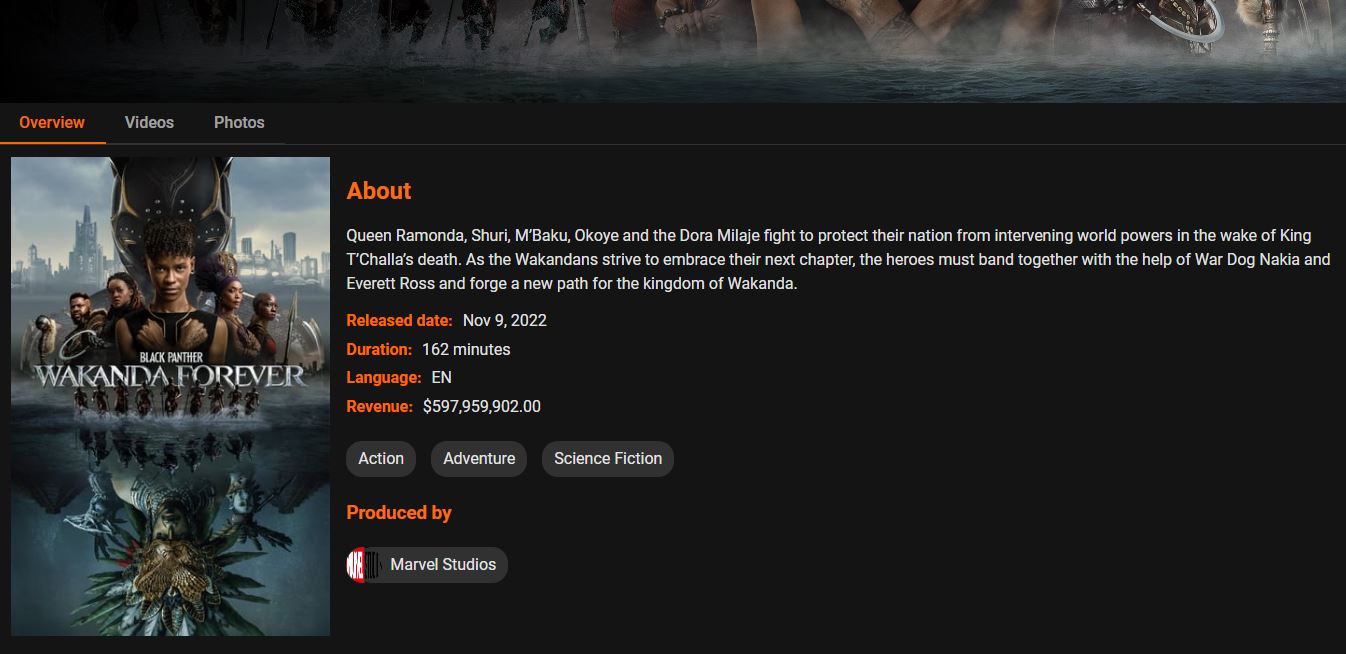 Overview Videos Photos
BLACK PANTHER
WAKANDA FOREVER
About
Queen Ramonda, Shuri, M’Baku, Okoye and the Dora Milaje fight to protect their nation from intervening world powers in the wake of King
T’Challa’s death. As the Wakandans strive to embrace their next chapter, the heroes must band together with the help of War Dog Nakia and
Everett Ross and forge a new path for the kingdom of Wakanda.
Released date: Nov 9, 2022
Duration: 162 minutes
Language: EN
Revenue: $597,959,902.00
Action Adventure Science Fiction
Produced by
Marvel Studios